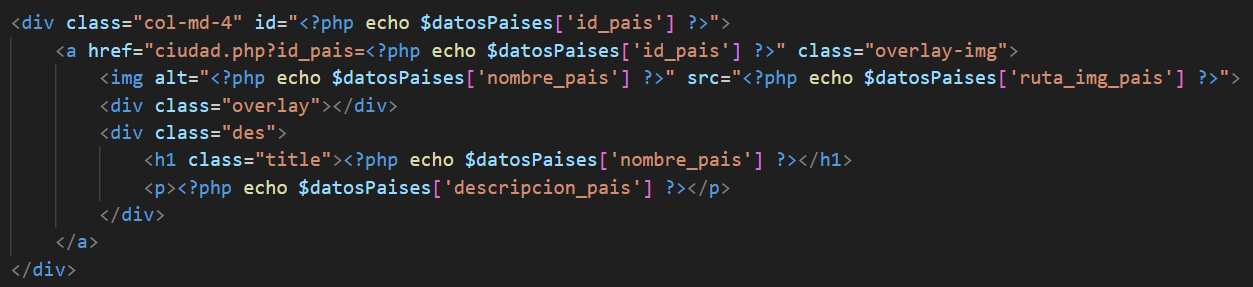 <div class="col-md-4" id="<?php echo $datosPaises['id_pais'] ?>">
<a href="ciudad.php?id_pais=<?php echo $datosPaises['id_pais'] ?>" class="overlay-img">
<img alt="<?php echo $datosPaises['nombre_pais'] ?>" src="<?php echo $datosPaises['ruta_img_pais'] ?>">
<div class="overlay"></div>
<div class="des">
<h1 class="title"><?php echo $datosPaises['nombre_pais'] ?></h1>
<p><?php echo $datosPaises['descripcion_pais'] ?></p>
</div>
</a>
</div>